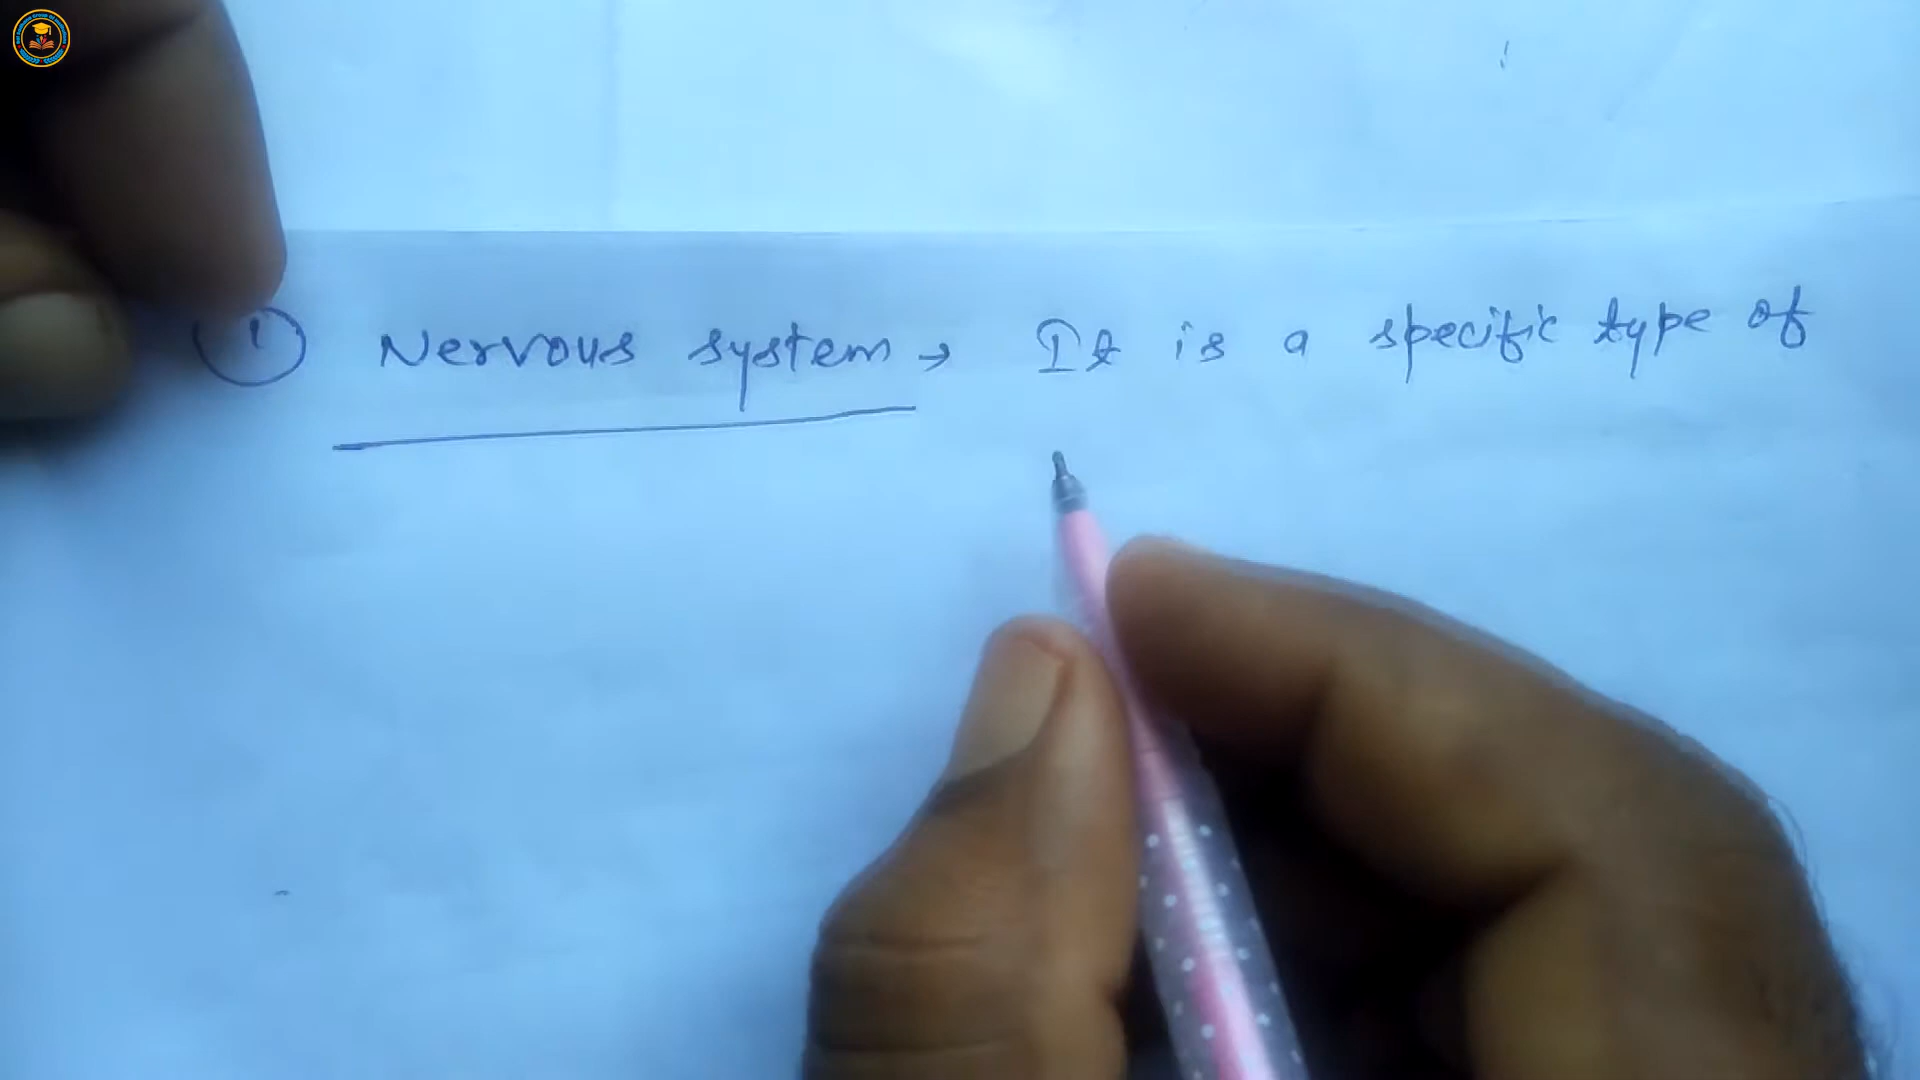 ① Nervous system → It is a specific type of